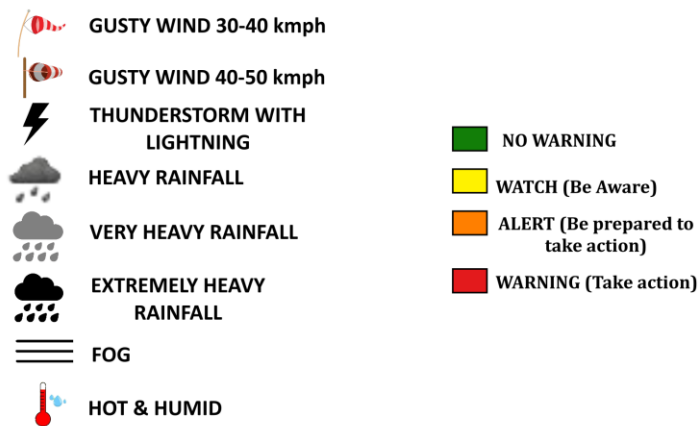 GUSTY WIND 30-40 kmph
GUSTY WIND 40-50 kmph
THUNDERSTORM WITH
LIGHTNING
HEAVY RAINFALL
VERY HEAVY RAINFALL
EXTREMELY HEAVY
RAINFALL
FOG
HOT & HUMID
NO WARNING
WATCH (Be Aware)
ALERT (Be prepared to
take action)
WARNING (Take action)